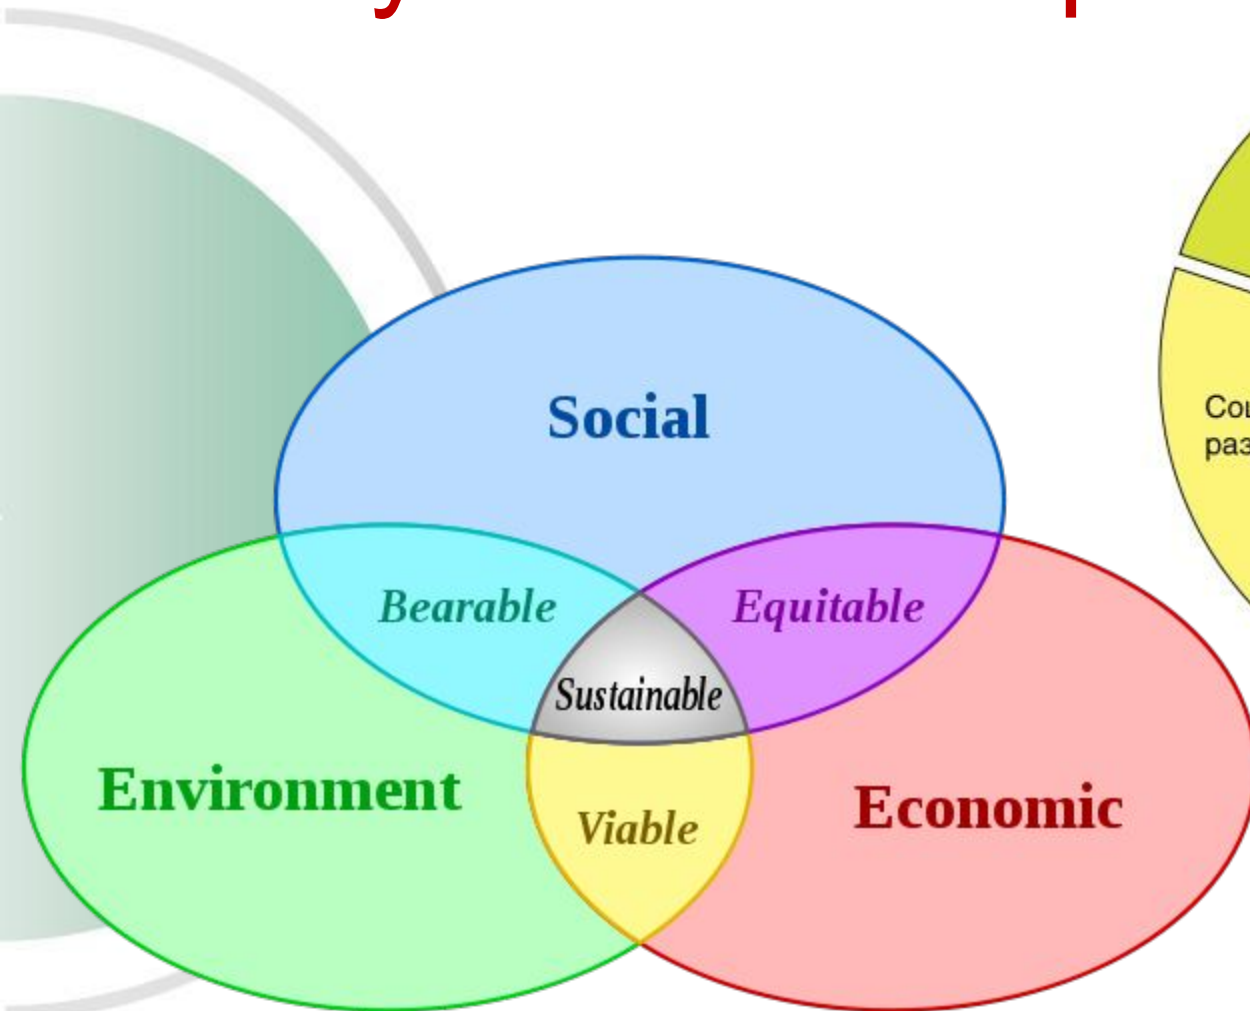 Social
Bearable
Equitable
Sustainable
Environment
Economic
Viable